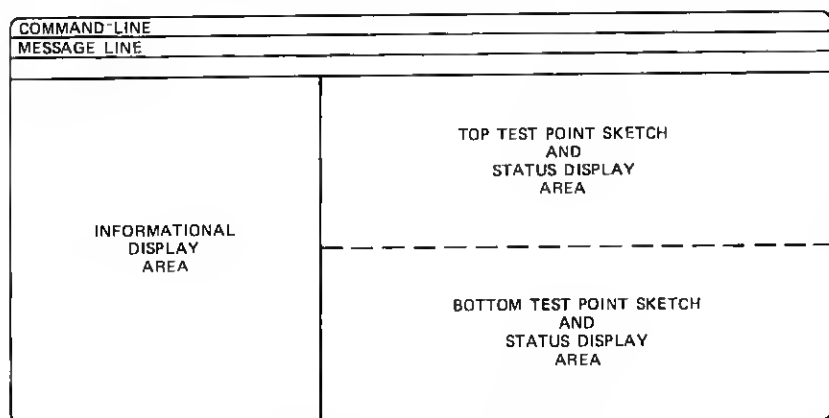 COMMAND-LINE
MESSAGE LINE
INFORMATIONAL
DISPLAY
AREA
TOP TEST POINT SKETCH
AND
STATUS DISPLAY
AREA
BOTTOM TEST POINT SKETCH
AND
STATUS DISPLAY
AREA